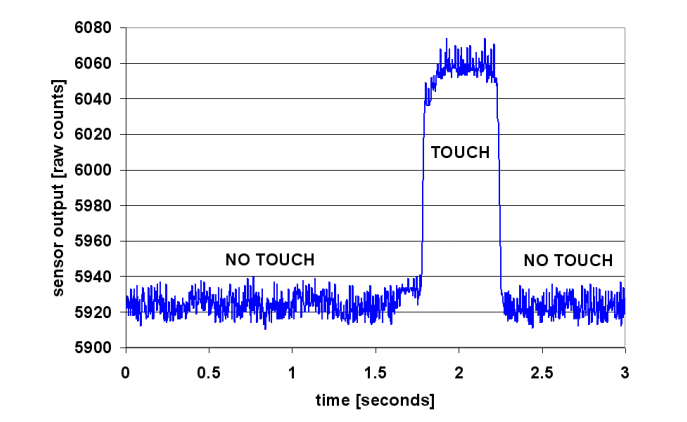 6080
6060
6040
6020
6000
5980
5960
5940
5920
5900
sensor output [raw counts]
TOUCH
NO TOUCH
NO TOUCH
0 0.5 1 1.5 2 2.5 3
time [seconds]